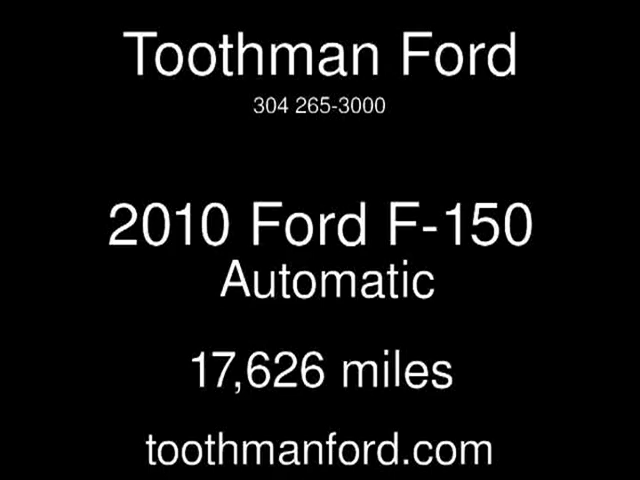 Toothman Ford
304 265-3000
2010 Ford F-150
Automatic
17,626 miles
toothmanford.com